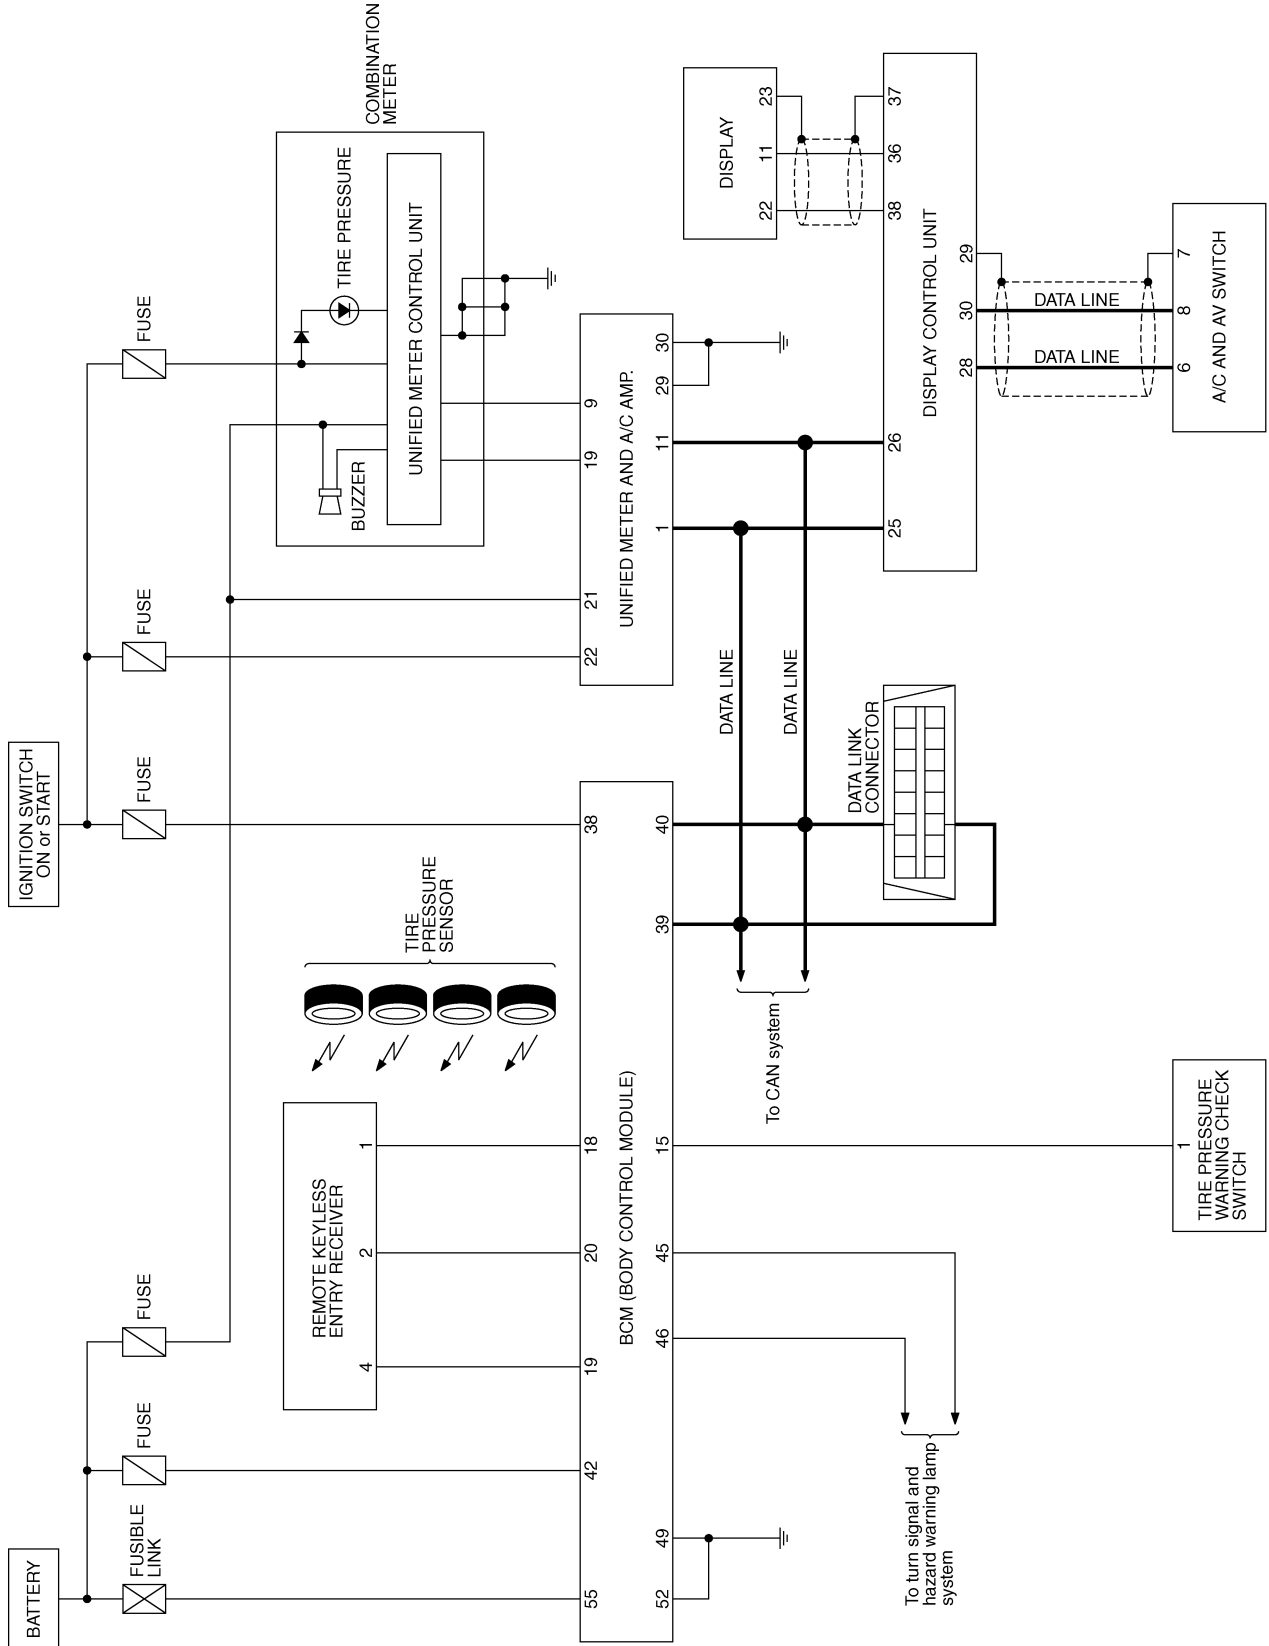 BATTERY
FUSIBLE
LINK
FUSE
FUSE
IGNITION SWITCH
ON or START
FUSE
FUSE
FUSE
COMBINATION
METER
TIRE PRESSURE
BUZZER
UNIFIED METER CONTROL UNIT
REMOTE KEYLESS
ENTRY RECEIVER
4
2
1
TIRE
PRESSURE
SENSOR
55
42
19
20
18
38
BCM (BODY CONTROL MODULE)
52
49
46
45
15
39
40
22
21
19
9
UNIFIED METER AND A/C AMP.
1
11
29
30
DATA LINE
DATA LINE
To CAN system
DATA LINK
CONNECTOR
DISPLAY
22
11
23
38
36
37
DISPLAY CONTROL UNIT
25
26
28
30
29
DATA LINE
DATA LINE
6
8
7
A/C AND AV SWITCH
To turn signal and
hazard warning lamp
system
1
TIRE PRESSURE
WARNING CHECK
SWITCH